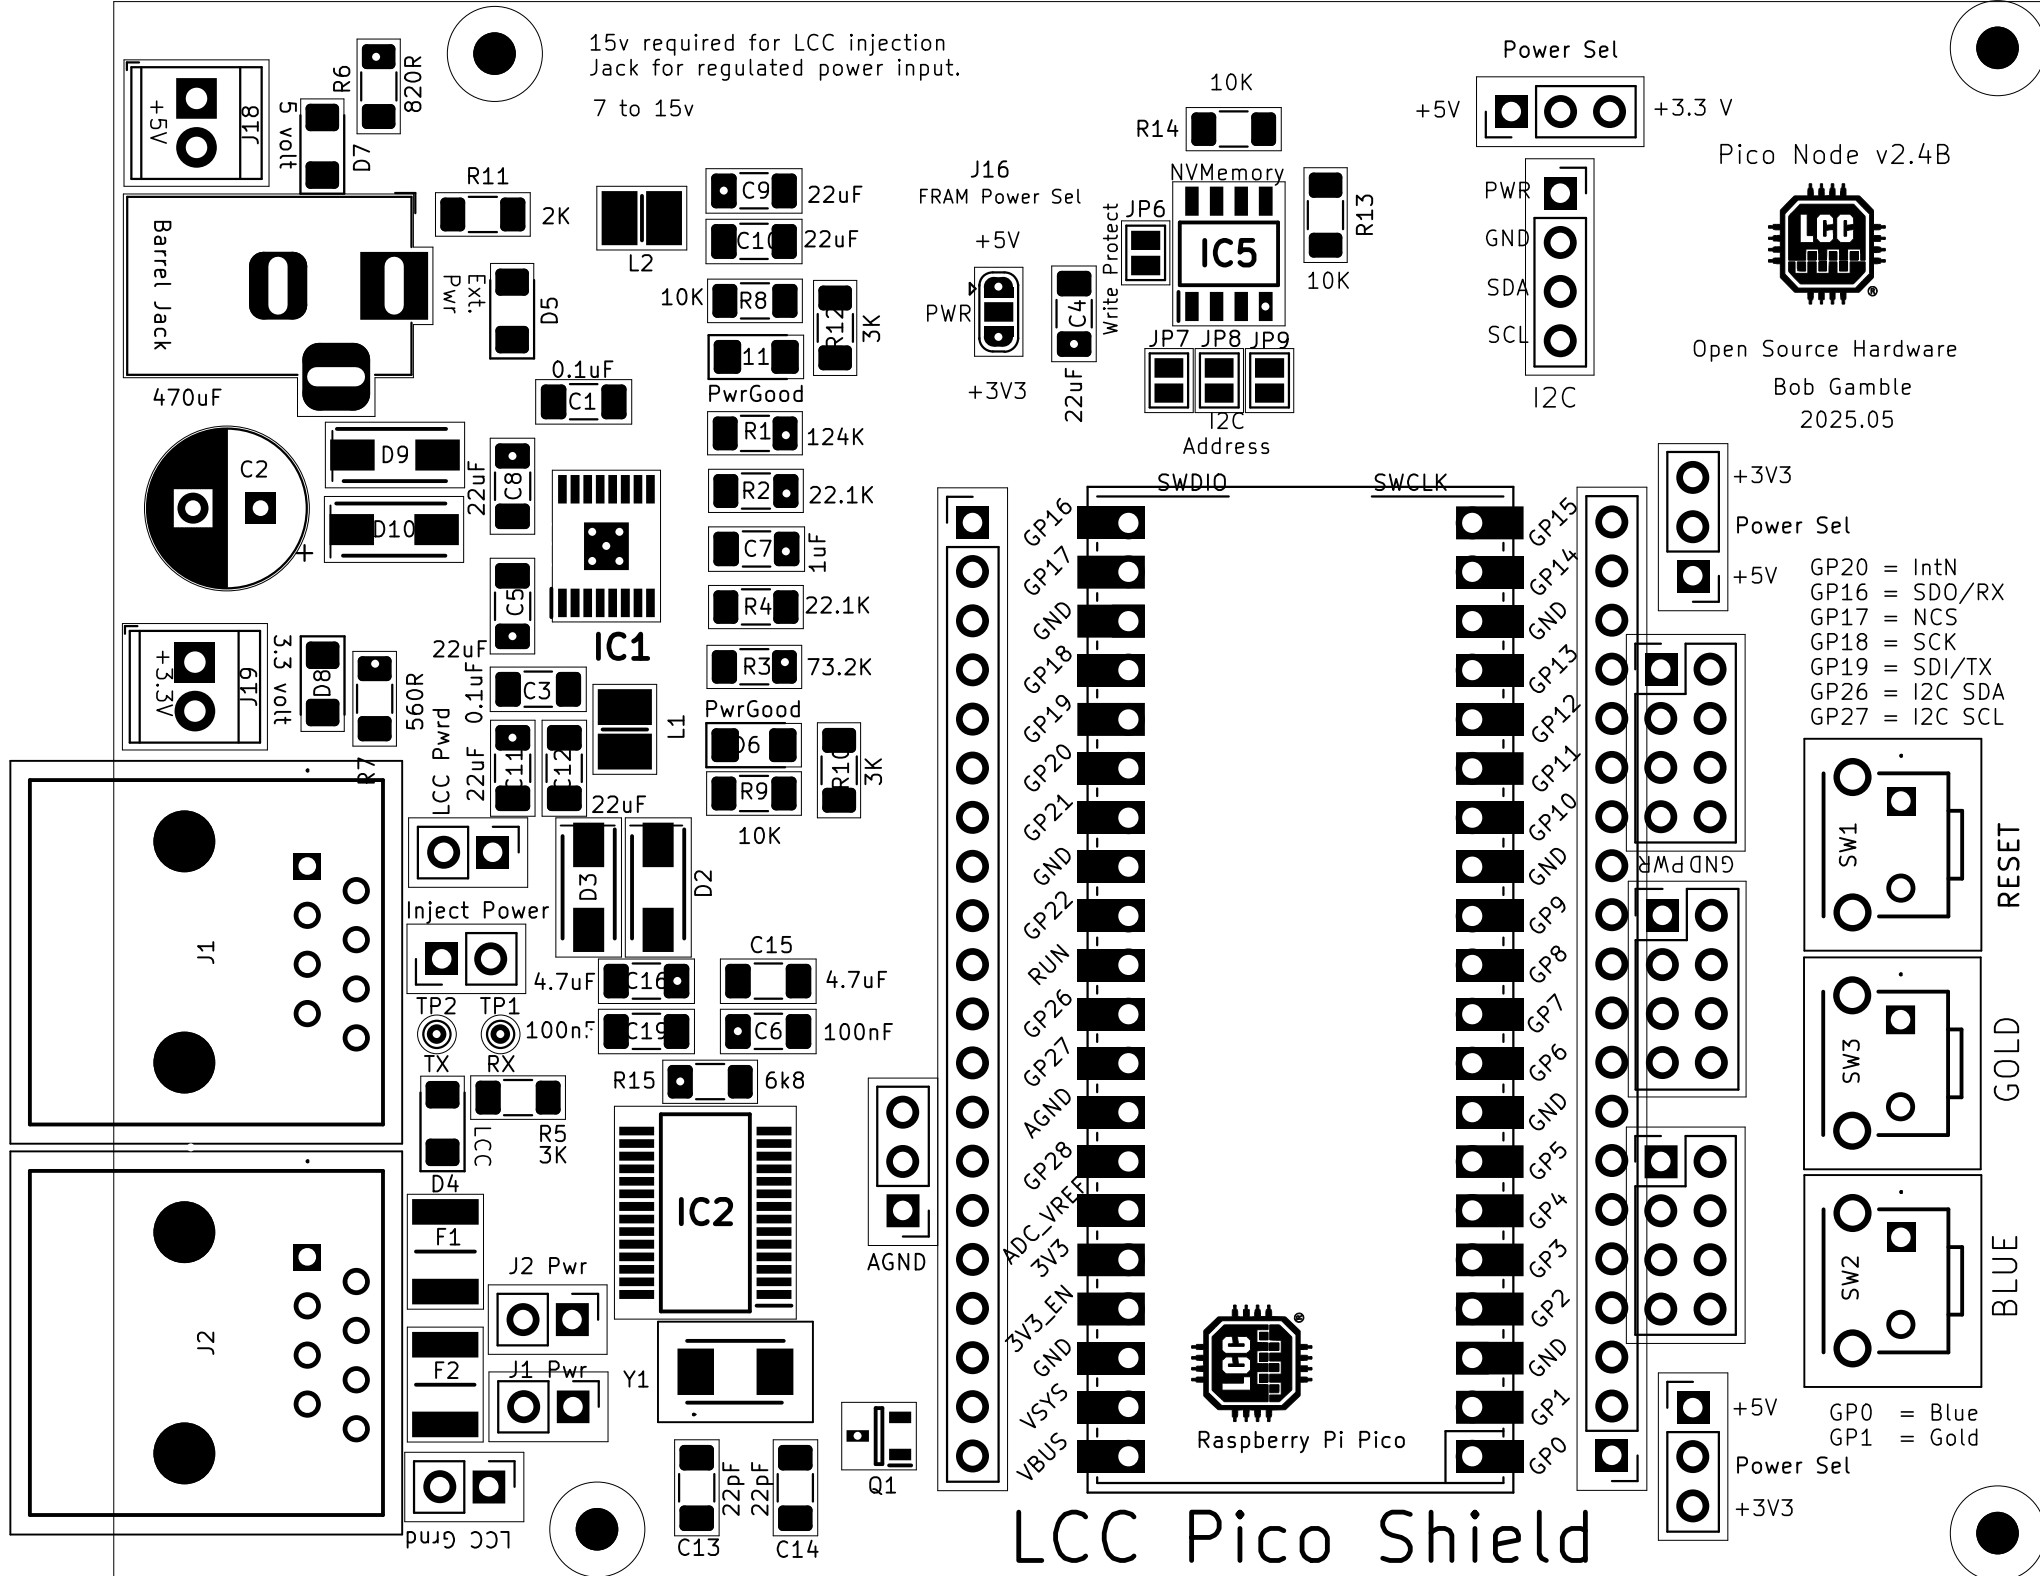 15v required for LCC injection
Jack for regulated power input.
7 to 15v
Power Sel
+5V
+3.3 V
Pico Node v2.4B
LCC
®
Open Source Hardware
Bob Gamble
2025.05
PWR
GND
SDA
SCL
I2C
10K
R14
NVMemory
JP6
Write Protect
IC5
R13
10K
JP7
JP8
JP9
I2C
Address
J16
FRAM Power Sel
+5V
PWR
+3V3
C4
22uF
+5V
J18
5 volt
D7
R6
820R
R11
2K
L2
C9
22uF
C10
22uF
10K
R8
R12
3K
11
PwrGood
Barrel Jack
Ext.
Pwr
D5
470uF
0.1uF
C1
R1
124K
C2
+
D9
D10
22uF
C8
R2
22.1K
C7
1uF
C5
22uF
R4
22.1K
IC1
R3
73.2K
+3.3V
J19
3.3 volt
D8
R7
560R
0.1uF
C3
L1
PwrGood
D6
R10
3K
R9
10K
LCC Pwrd
22uF
C11
C12
22uF
D3
D2
Inject Power
J1
TP2
TP1
TX
RX
4.7uF
C16
C15
4.7uF
100nF
C19
C6
100nF
R15
6k8
LCC
D4
R5
3K
IC2
J2
F1
F2
J2 Pwr
J1 Pwr
LCC Grnd
Y1
C13
22pF
22pF
C14
Q1
AGND
SWDIO
SWCLK
GP16
GP17
GND
GP18
GP19
GP20
GP21
GND
GP22
RUN
GP26
GP27
AGND
GP28
ADC_VREF
3V3
3V3_EN
GND
VSYS
VBUS
GP15
GP14
GND
GP13
GP12
GP11
GP10
GND
GP9
GP8
GP7
GP6
GND
GP5
GP4
GP3
GP2
GND
GP1
GP0
LCC
®
Raspberry Pi Pico
+3V3
Power Sel
+5V
GP20 = IntN
GP16 = SDO/RX
GP17 = NCS
GP18 = SCK
GP19 = SDI/TX
GP26 = I2C SDA
GP27 = I2C SCL
GND PWR
SW1
RESET
SW3
GOLD
SW2
BLUE
+5V
Power Sel
+3V3
GP0 = Blue
GP1 = Gold
LCC Pico Shield